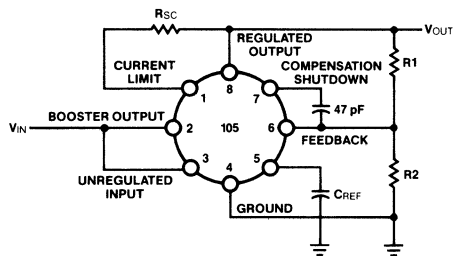 RSC
REGULATED
OUTPUT
VOUT
CURRENT
LIMIT
COMPENSATION
SHUTDOWN
R1
8
1
7
47 pF
BOOSTER OUTPUT
VIN
2
105
6
FEEDBACK
3
5
4
UNREGULATED
INPUT
GROUND
CREF
R2